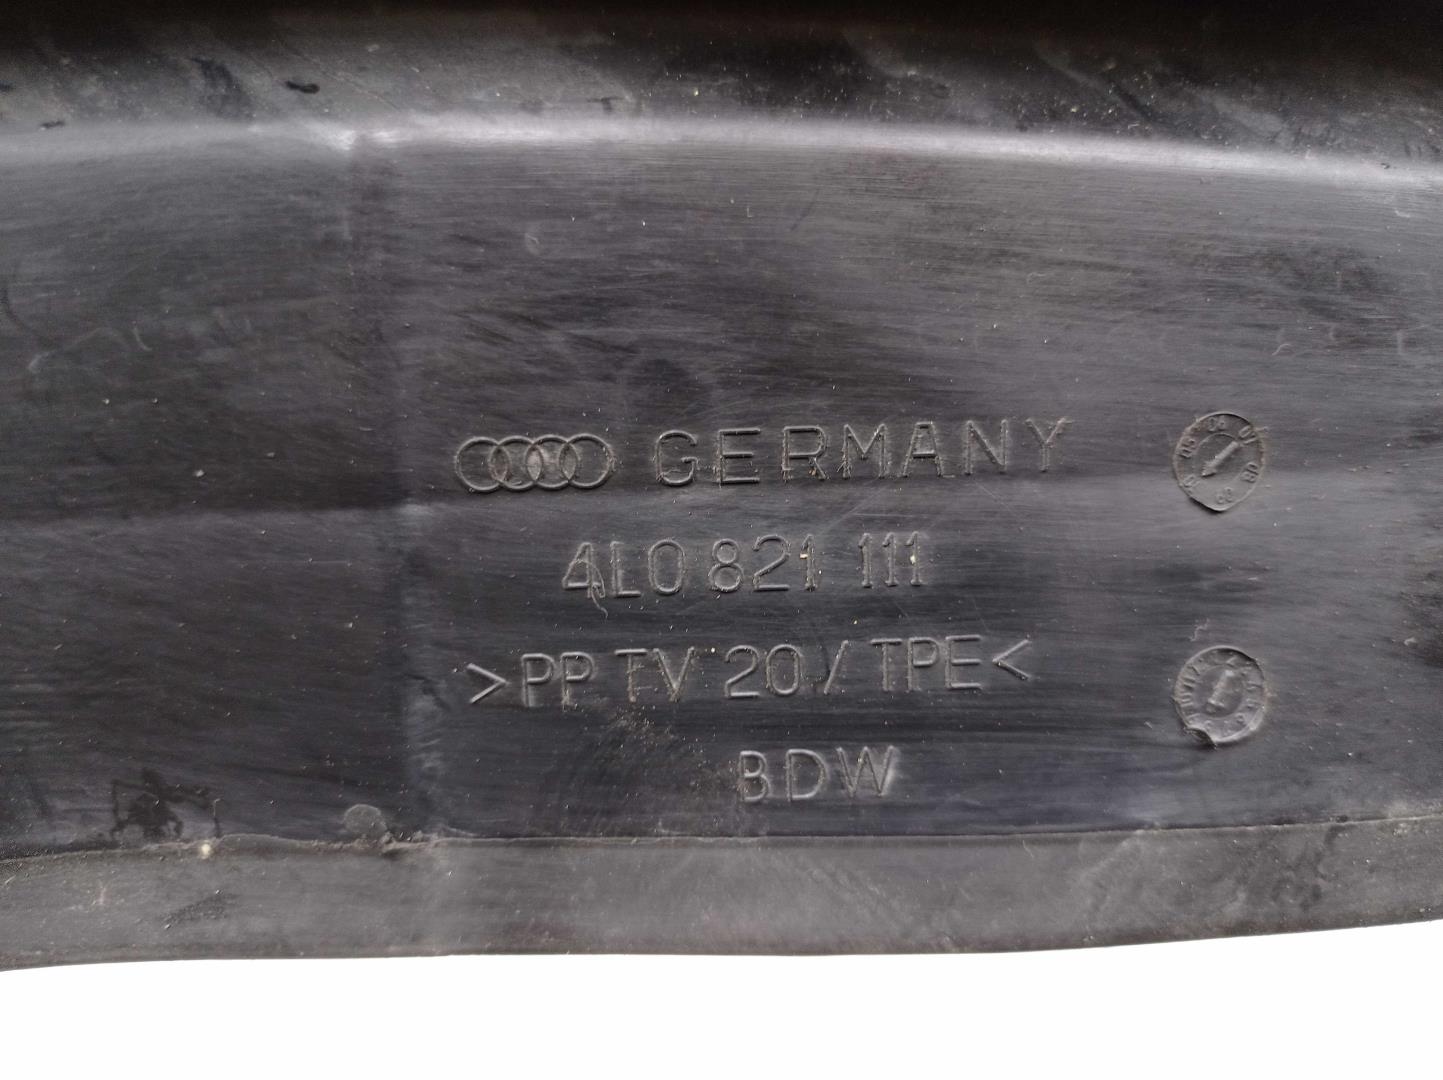 GERMANY
4L0 821 111
>PP TV 20/TPE<
BDW